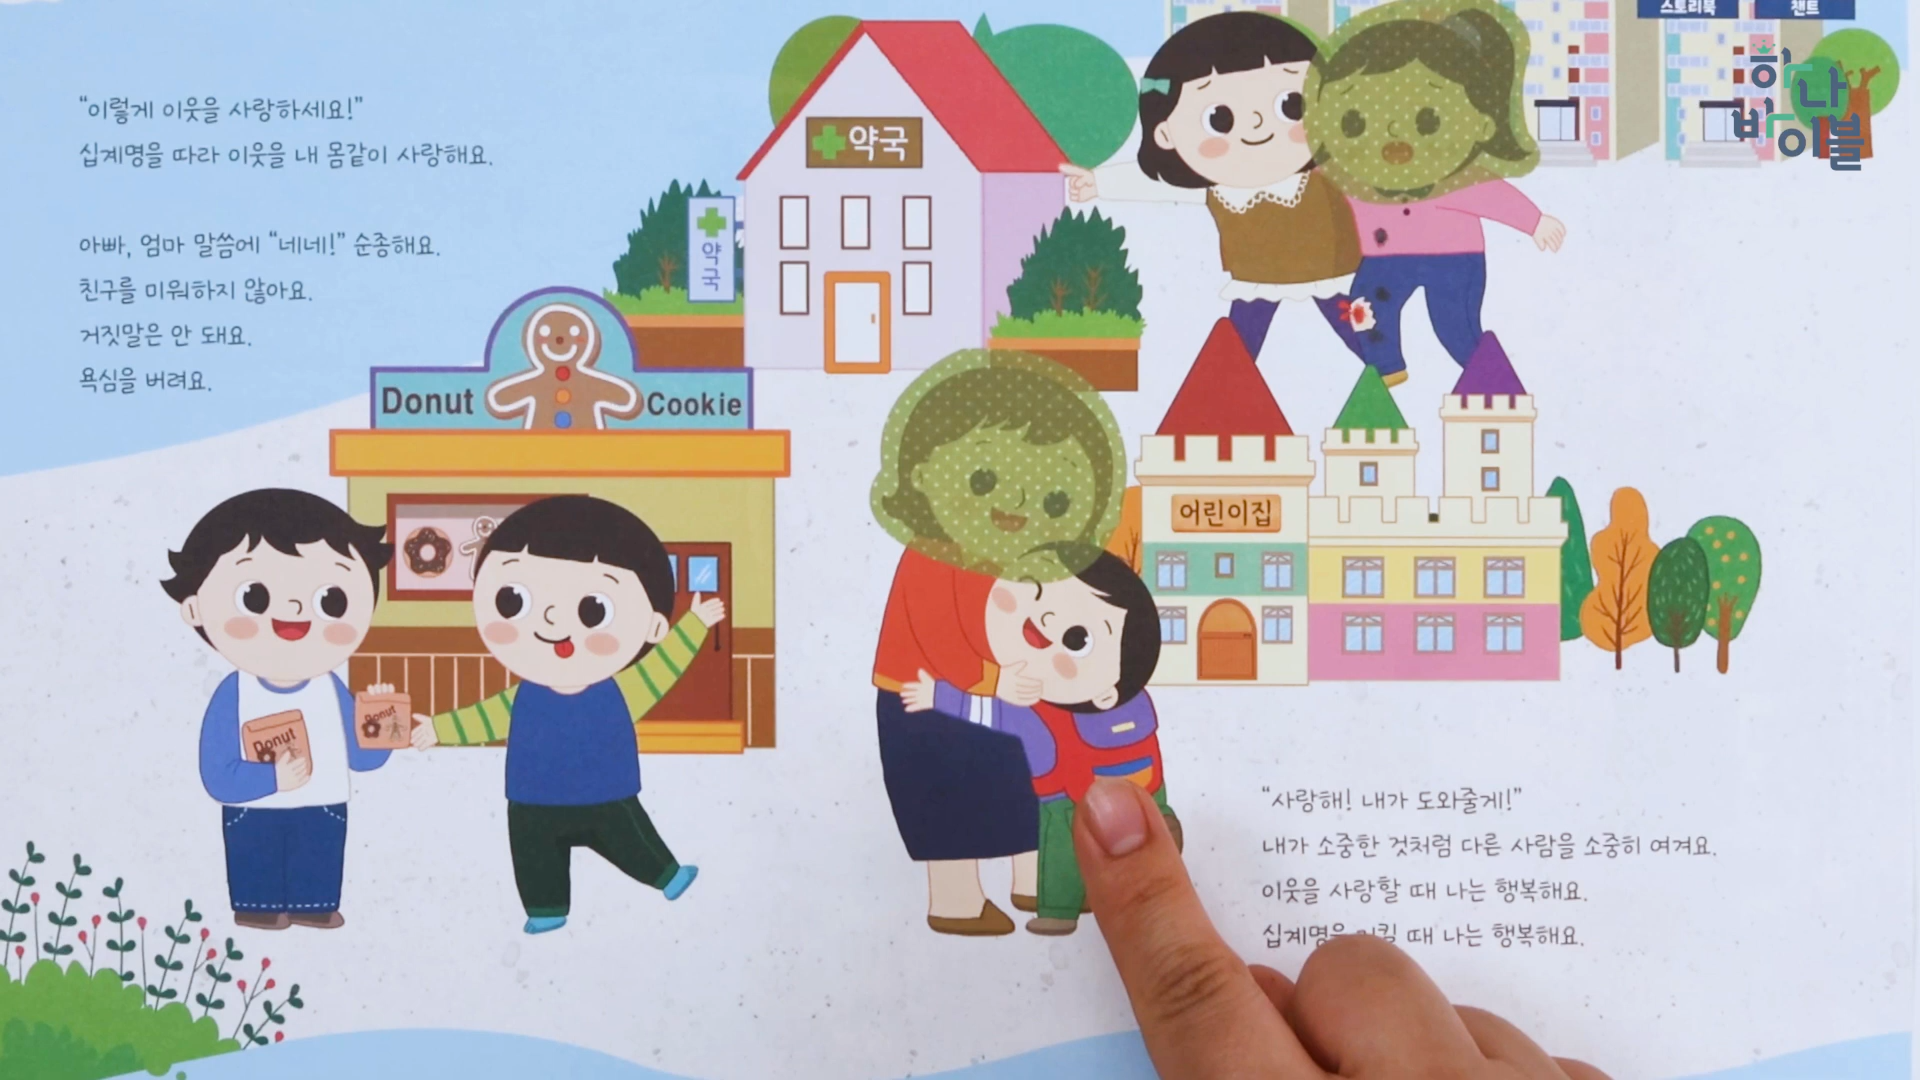 스토리북
챈트
하나
바이블
"이렇게 이웃을 사랑하세요!"
십계명을 따라 이웃을 내 몸같이 사랑해요.
아빠, 엄마 말씀에 "네네!" 순종해요.
친구를 미워하지 않아요.
거짓말은 안 돼요.
욕심을 버려요.
약국
약국
Donut Cookie
어린이집
Donut
Donut
"사랑해! 내가 도와줄게!"
내가 소중한 것처럼 다른 사람을 소중히 여겨요.
이웃을 사랑할 때 나는 행복해요.
십계명을 때 나는 행복해요.